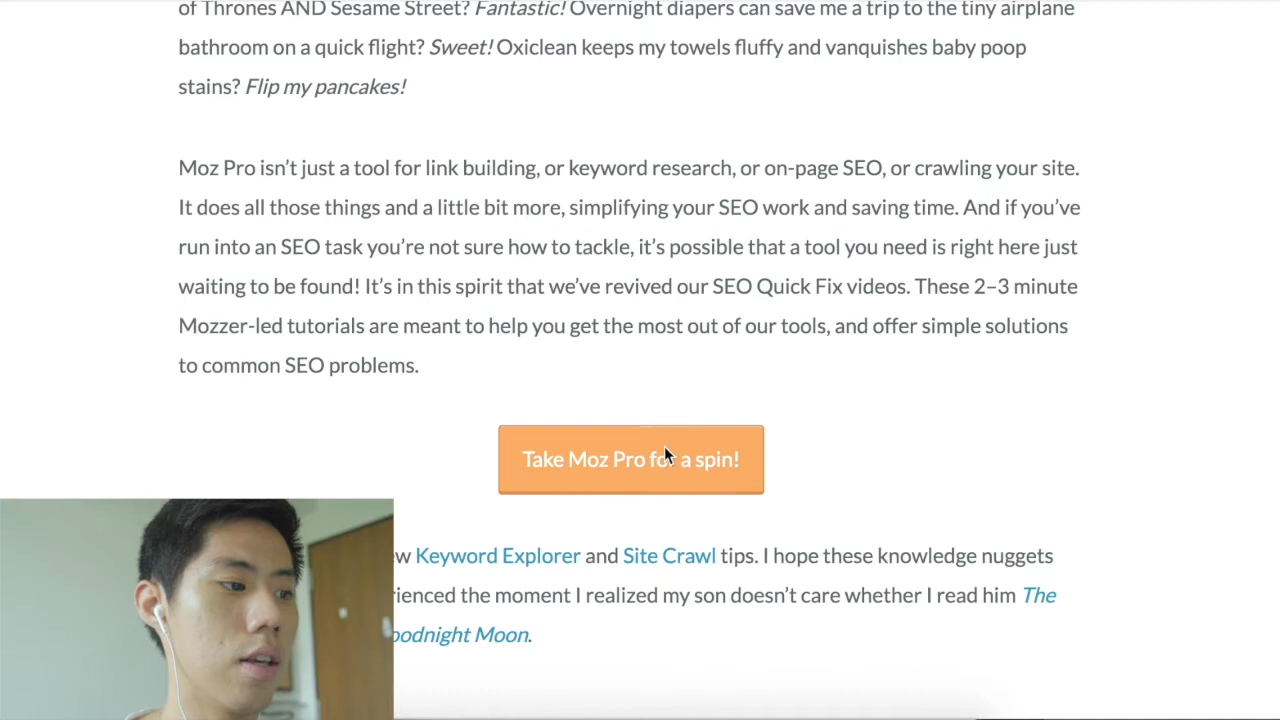 of Thrones AND Sesame Street? Fantastic! Overnight diapers can save me a trip to the tiny airplane
bathroom on a quick flight? Sweet! Oxiclean keeps my towels fluffy and vanquishes baby poop
stains? Flip my pancakes!
Moz Pro isn’t just a tool for link building, or keyword research, or on-page SEO, or crawling your site.
It does all those things and a little bit more, simplifying your SEO work and saving time. And if you’ve
run into an SEO task you’re not sure how to tackle, it’s possible that a tool you need is right here just
waiting to be found! It’s in this spirit that we’ve revived our SEO Quick Fix videos. These 2–3 minute
Mozzer-led tutorials are meant to help you get the most out of our tools, and offer simple solutions
to common SEO problems.
Take Moz Pro for a spin!
Keyword Explorer and Site Crawl tips. I hope these knowledge nuggets
the moment I realized my son doesn’t care whether I read him The
Moon.